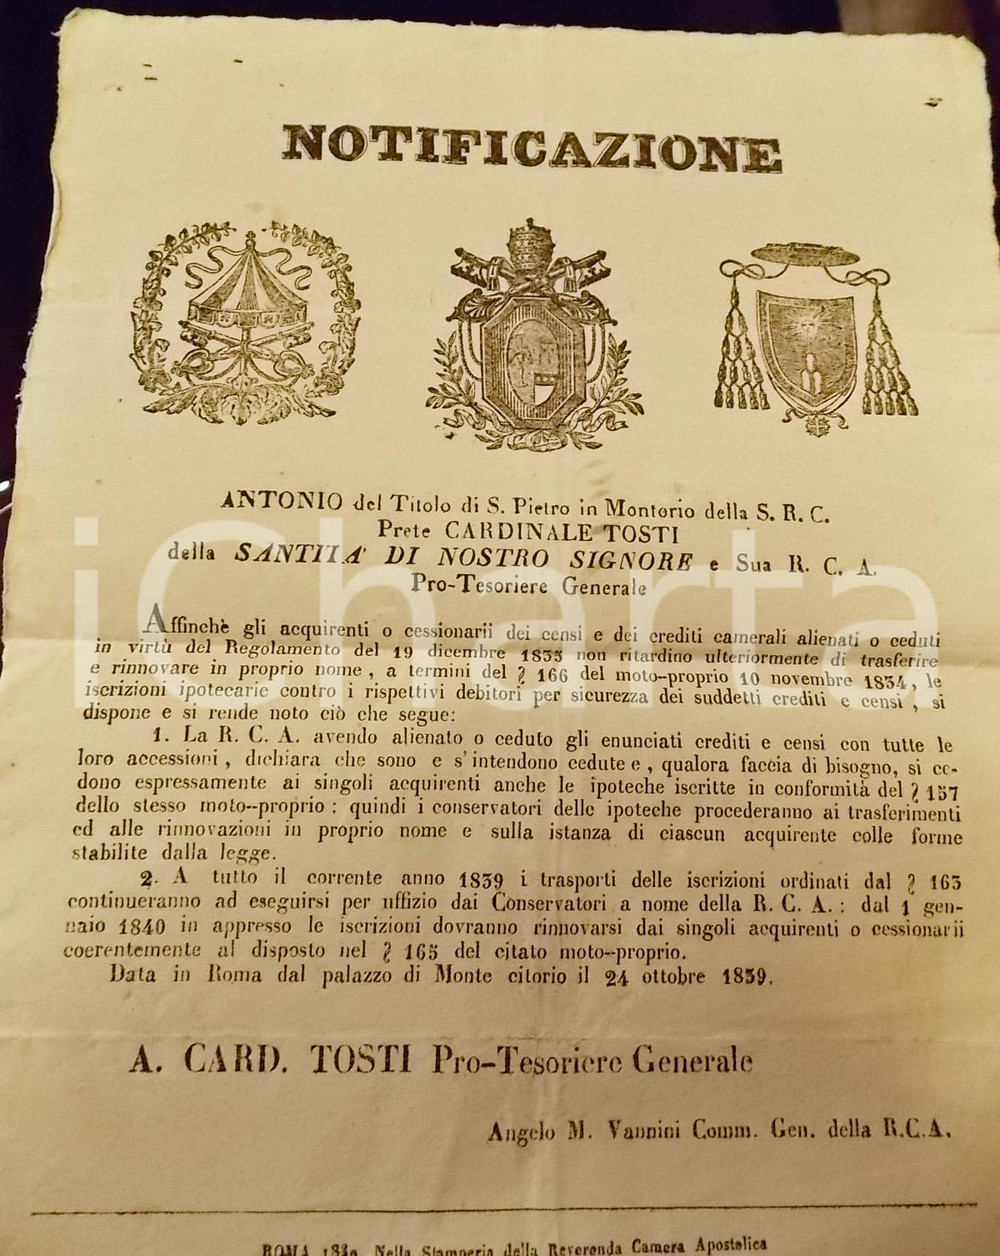 NOTIFICAZIONE
ANTONIO del Titolo di S. Pietro in Montorio della S. R. C.
Prete CARDINALE TOSTI
della SANTITA' DI NOSTRO SIGNORE e Sua R. C. A.
Pro-Tesoriere Generale
iCharta
Affinchè gli acquirenti o cessionarii dei censi e dei crediti camerali alienati o ceduti
in virtù del Regolamento del 19 dicembre 1835 non ritardino ulteriormente di trasferire
e rinnovare in proprio nome, a termini del § 166 del moto-proprio 10 novembre 1834, le
iscrizioni ipotecarie contro i rispettivi debitori per sicurezza dei suddetti crediti e censi, si
dispone e si rende noto ciò che segue:
1. La R. C. A. avendo alienato o ceduto gli enunciati crediti e censi con tutte le
loro accessioni, dichiara che sono e s'intendono cedute e, qualora faccia di bisogno, si ce-
dono espressamente ai singoli acquirenti anche le ipoteche iscritte in conformità del § 157
dello stesso moto-proprio: quindi i conservatori delle ipoteche procederanno ai trasferimenti
ed alle rinnovazioni in proprio nome e sulla istanza di ciascun acquirente colle forme
stabilite dalla legge.
2. A tutto il corrente anno 1839 i trasporti delle iscrizioni ordinati dal § 163
continueranno ad eseguirsi per uffizio dai Conservatori a nome della R. C. A.: dal 1 gen-
naio 1840 in appresso le iscrizioni dovranno rinnovarsi dai singoli acquirenti o cessionarii
coerentemente al disposto nel § 165 del citato moto-proprio.
Data in Roma dal palazzo di Monte citorio il 24 ottobre 1839.
A. CARD. TOSTI Pro-Tesoriere Generale
Angelo M. Vannini Comm. Gen. della R.C.A.
ROMA 1839 Nella Stamperia della Reverenda Camera Apostolica